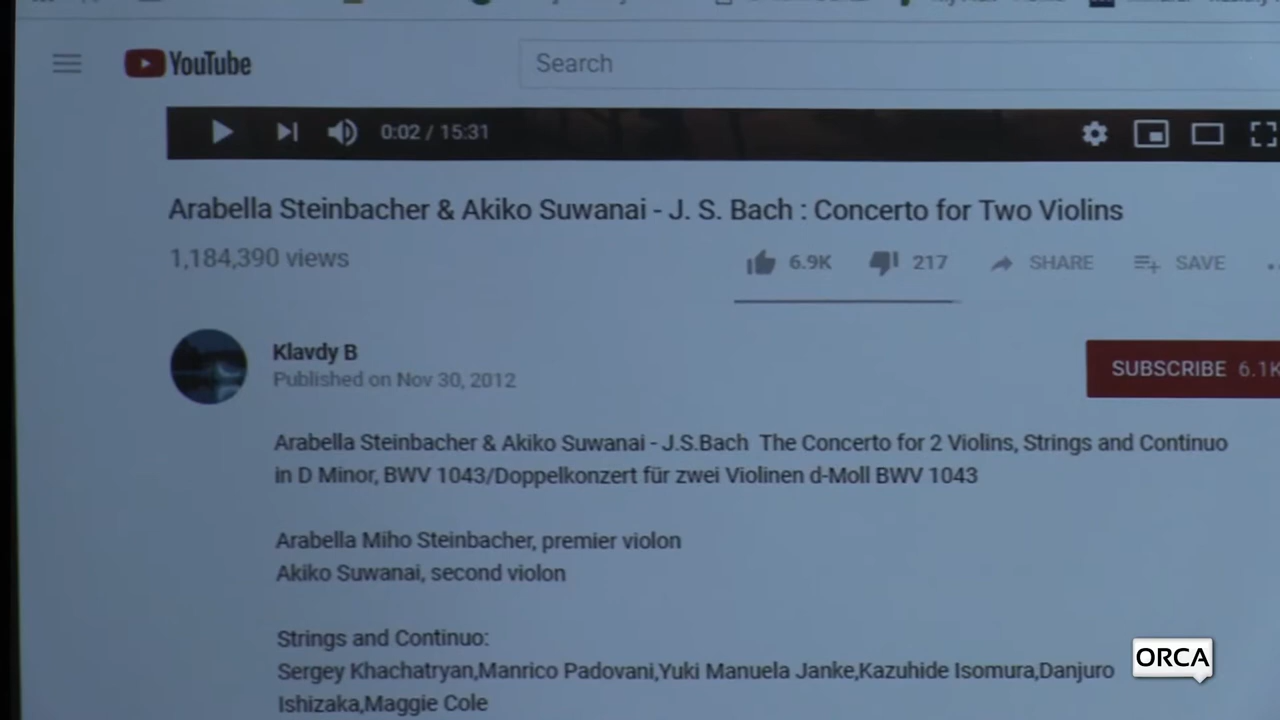 YouTube
Search
0:02 / 15:31
Arabella Steinbacher & Akiko Suwanai - J. S. Bach : Concerto for Two Violins
1,184,390 views
6.9K 217 SHARE SAVE
Klavdy B
Published on Nov 30, 2012
SUBSCRIBE 6.1K
Arabella Steinbacher & Akiko Suwanai - J.S.Bach The Concerto for 2 Violins, Strings and Continuo
in D Minor, BWV 1043/Doppelkonzert für zwei Violinen d-Moll BWV 1043
Arabella Miho Steinbacher, premier violon
Akiko Suwanai, second violon
Strings and Continuo:
Sergey Khachatryan,Manrico Padovani,Yuki Manuela Janke,Kazuhide Isomura,Danjuro
Ishizaka,Maggie Cole
ORCA